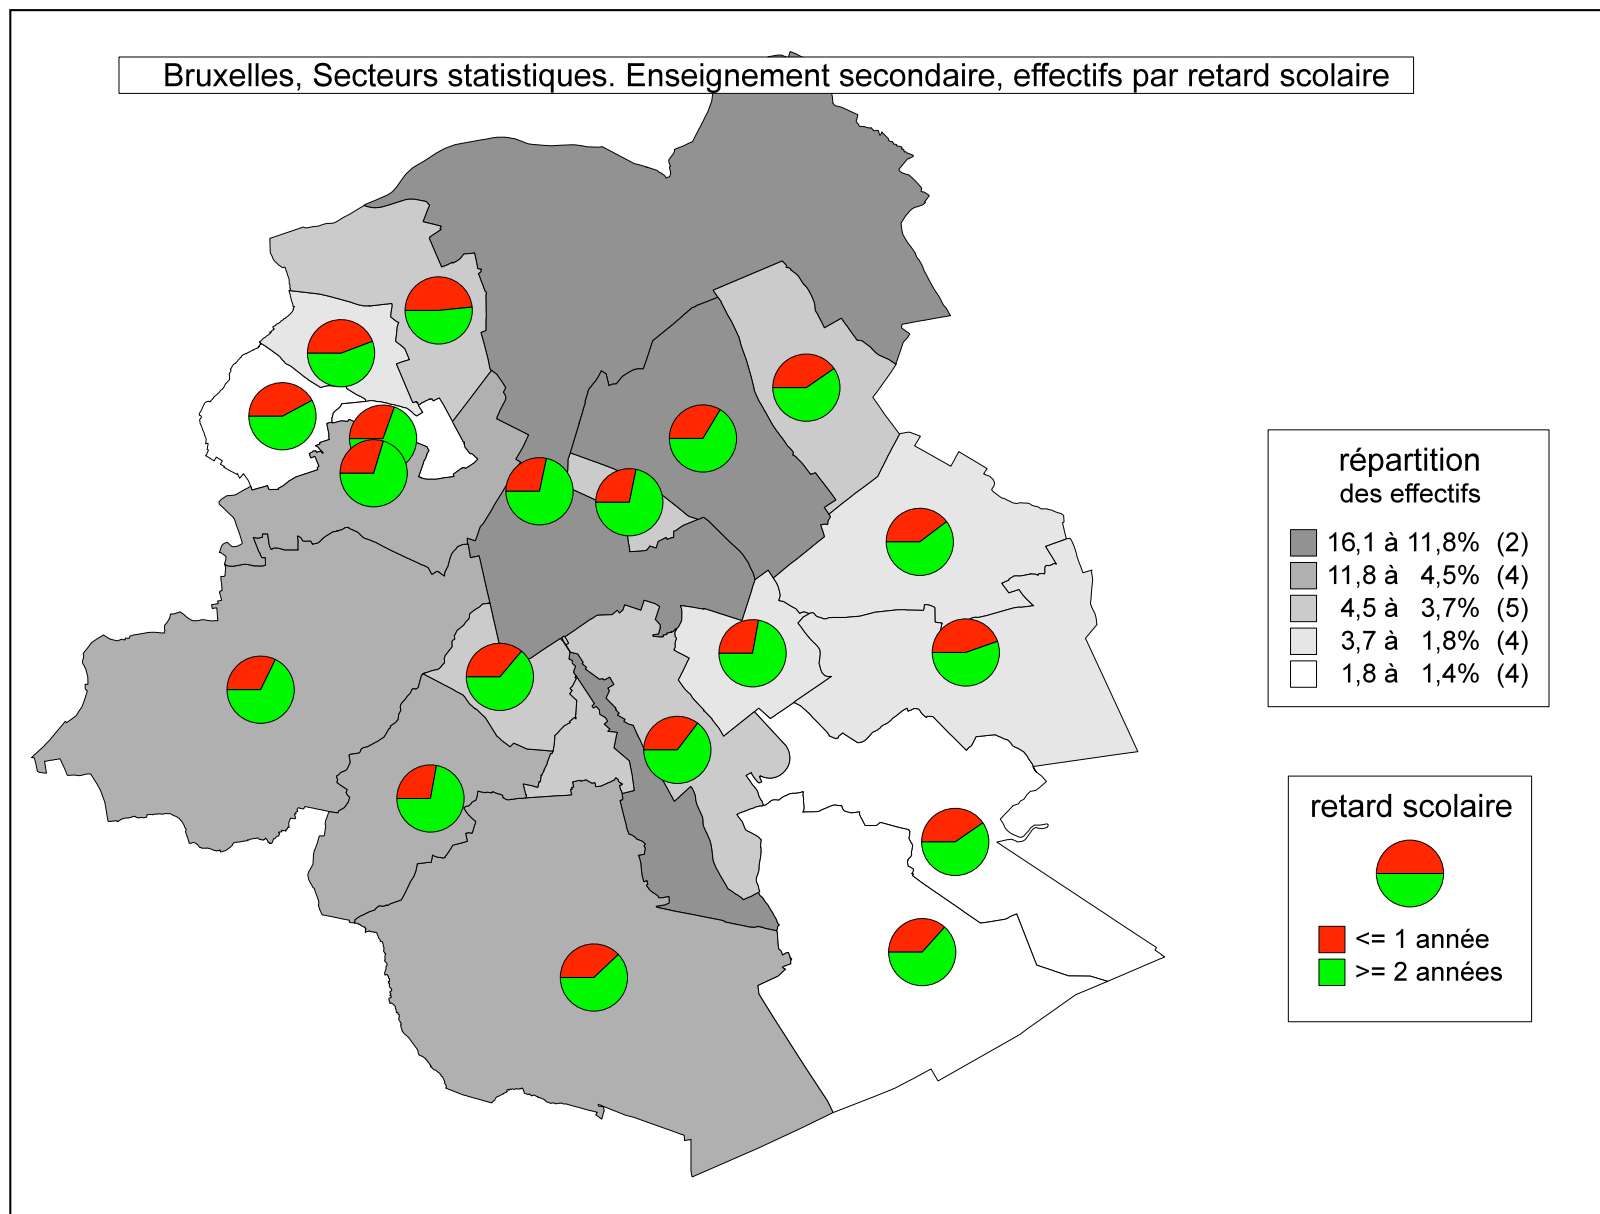 Bruxelles, Secteurs statistiques. Enseignement secondaire, effectifs par retard scolaire
répartition
des effectifs
16,1 à 11,8% (2)
11,8 à 4,5% (4)
4,5 à 3,7% (5)
3,7 à 1,8% (4)
1,8 à 1,4% (4)
retard scolaire
<= 1 année
>= 2 années